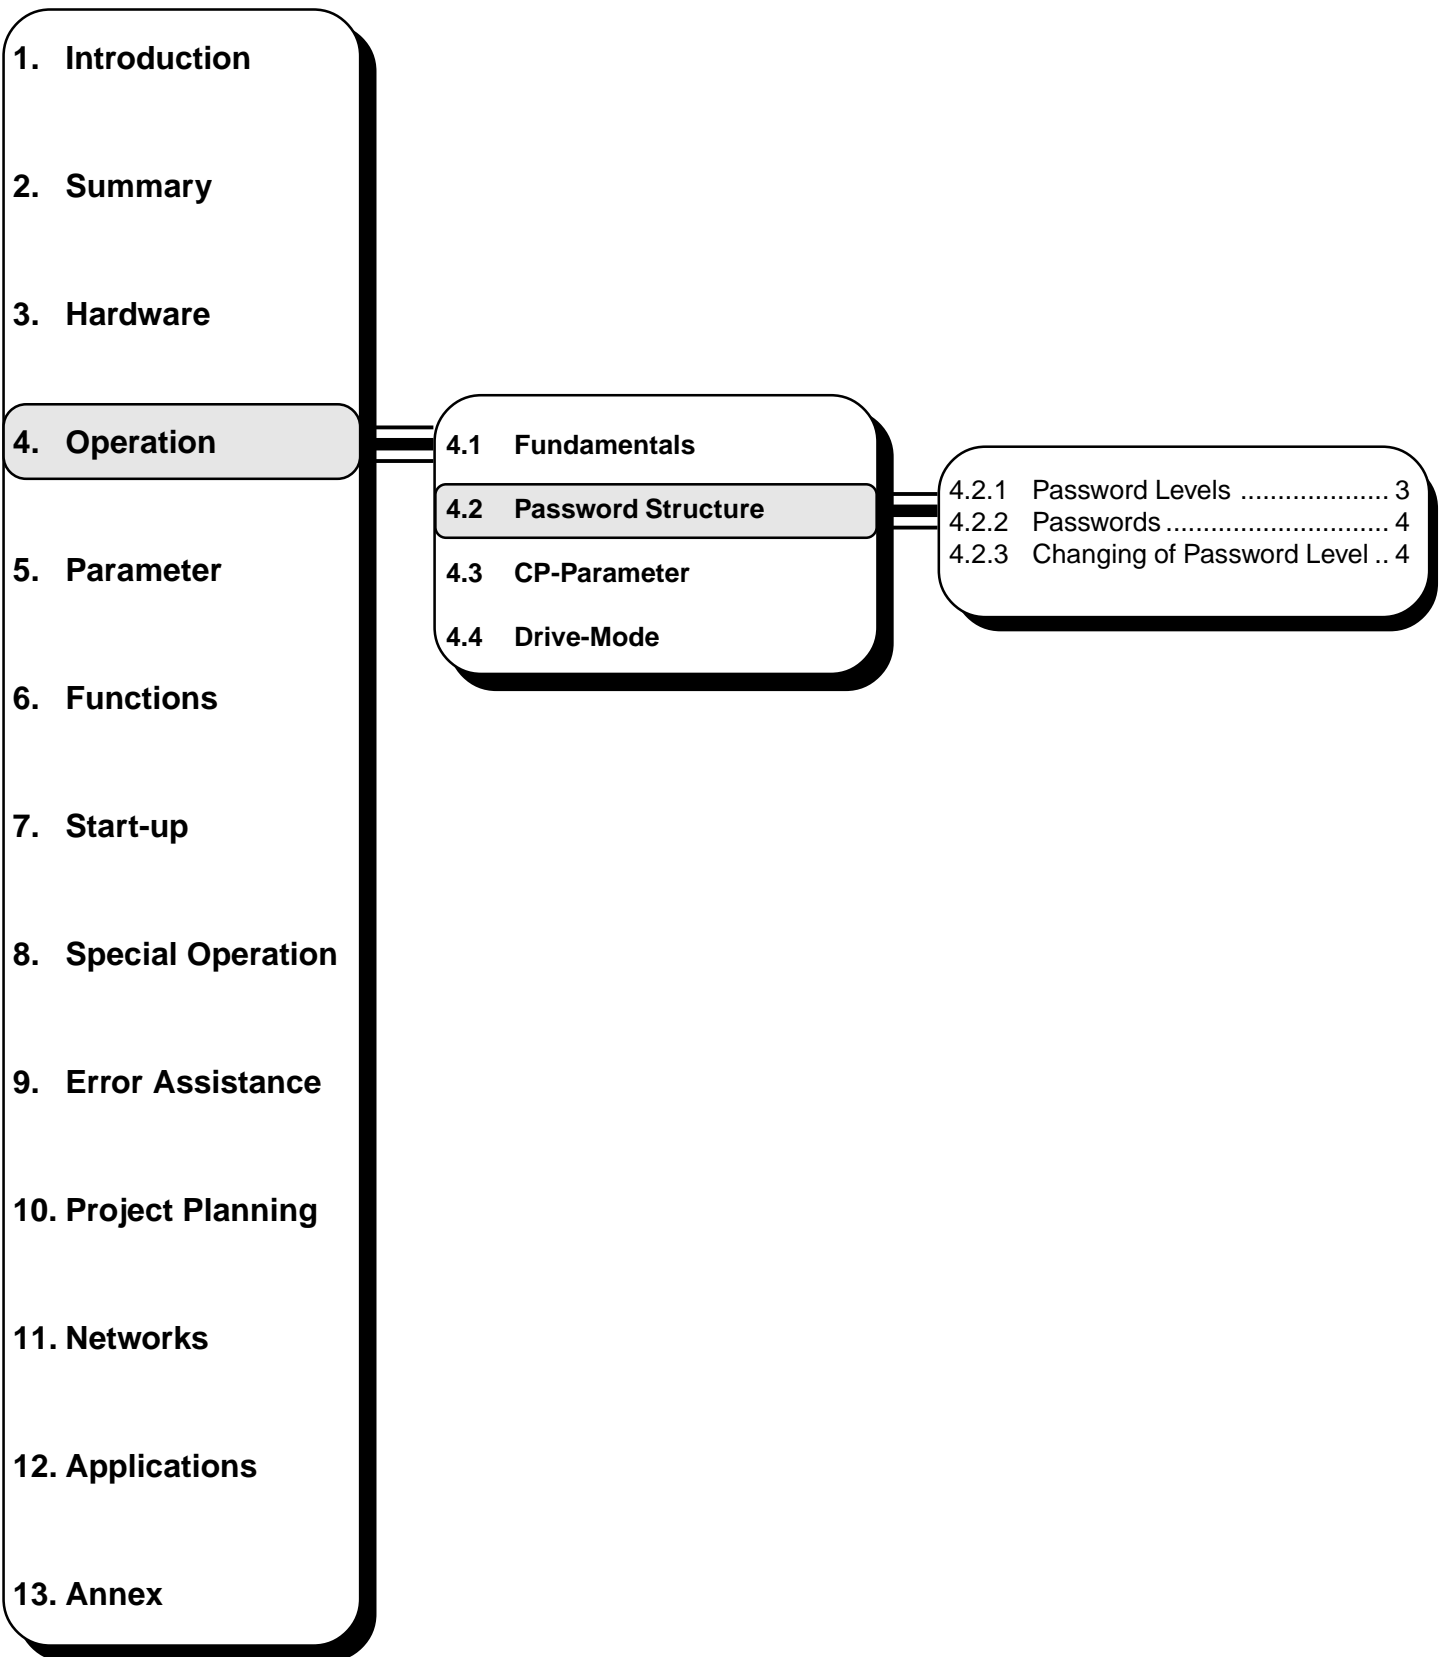 1. Introduction
2. Summary
3. Hardware
4. Operation
5. Parameter
6. Functions
7. Start-up
8. Special Operation
9. Error Assistance
10. Project Planning
11. Networks
12. Applications
13. Annex
4.1 Fundamentals
4.2 Password Structure
4.3 CP-Parameter
4.4 Drive-Mode
4.2.1 Password Levels .................... 3
4.2.2 Passwords .............................. 4
4.2.3 Changing of Password Level .. 4